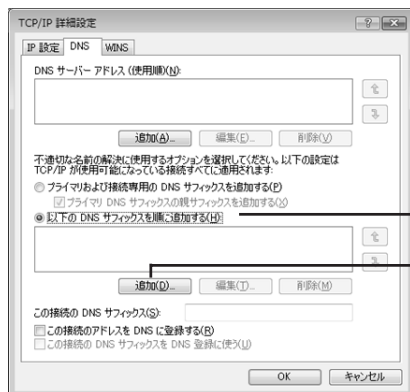 TCP/IP 詳細設定
IP 設定 DNS WINS
DNS サーバー アドレス (使用順)(N):
追加(A)... 編集(E)... 削除(V)
不適切な名前の解決に使用するオプションを選択してください。以下の設定は
TCP/IP が使用可能になっている接続すべてに適用されます:
プライマリおよび接続専用の DNS サフィックスを追加する(P)
プライマリ DNS サフィックスの親サフィックスを追加する(X)
以下の DNS サフィックスを順に追加する(H):
追加(D)... 編集(T)... 削除(M)
この接続の DNS サフィックス(S):
この接続のアドレスを DNS に登録する(R)
この接続の DNS サフィックスを DNS 登録に使う(U)
OK キャンセル